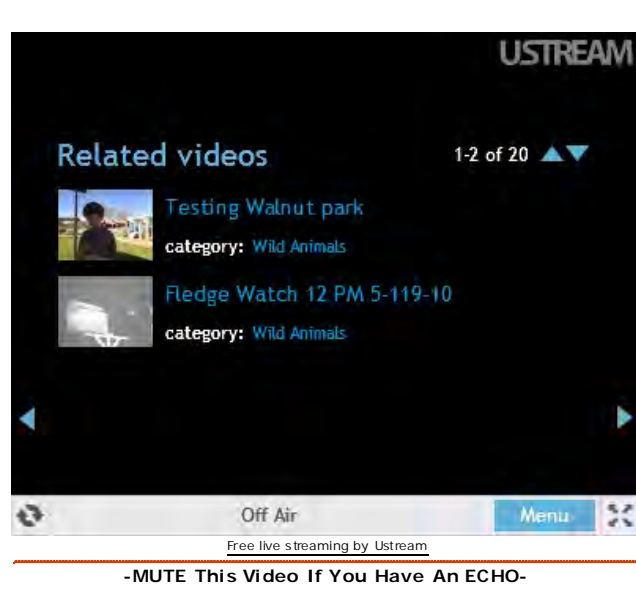 USTREAM
Related videos
1-2 of 20
Testing Walnut park
category: Wild Animals
Fledge Watch 12 PM 5-119-10
category: Wild Animals
Off Air
Menu
Free live streaming by Ustream
-MUTE This Video If You Have An ECHO-